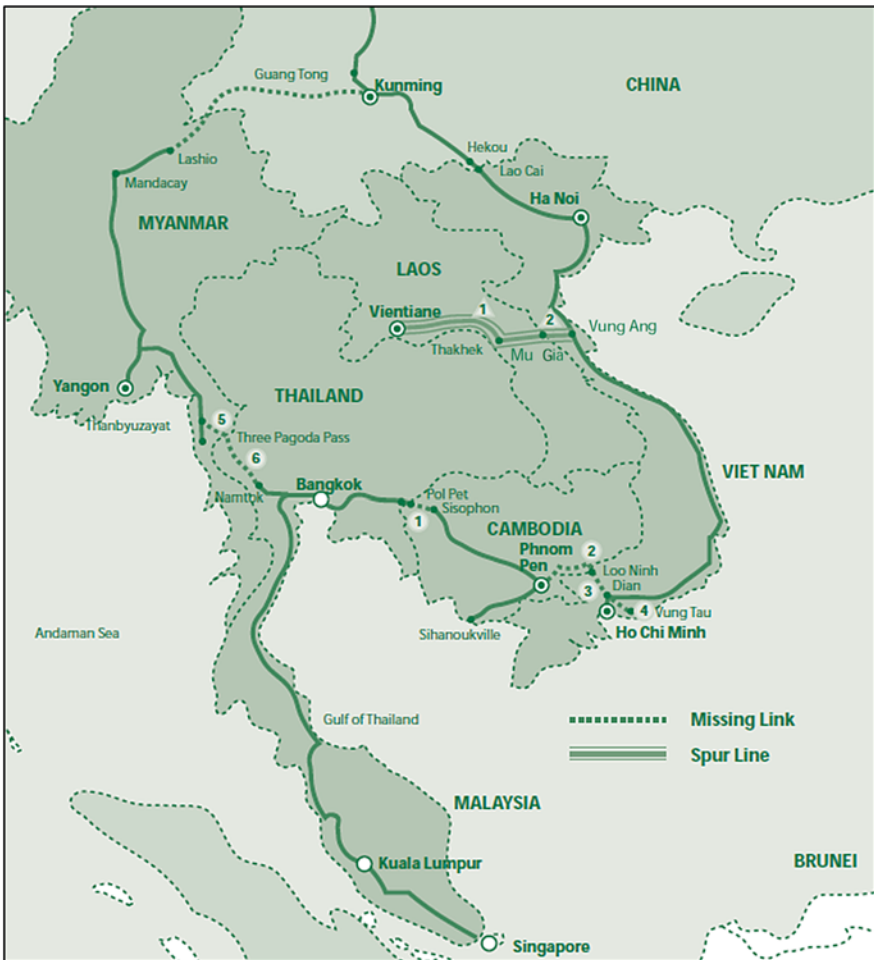 Guang Tong
Kunming
CHINA
Hekou
Lao Cai
Lashio
Mandacay
Ha Noi
MYANMAR
LAOS
Vientiane
1
2
Vung Ang
Thakhek
Mu Gia
Yangon
THAILAND
Thanbyuzayat
5
Three Pagoda Pass
6
VIET NAM
Namtok
Bangkok
Pol Pet
Sisophon
1
CAMBODIA
Phnom
Pen
2
Loo Ninh
3
Dian
4
Vung Tau
Andaman Sea
Sihanoukville
Ho Chi Minh
Gulf of Thailand
Missing Link
Spur Line
MALAYSIA
Kuala Lumpur
BRUNEI
Singapore